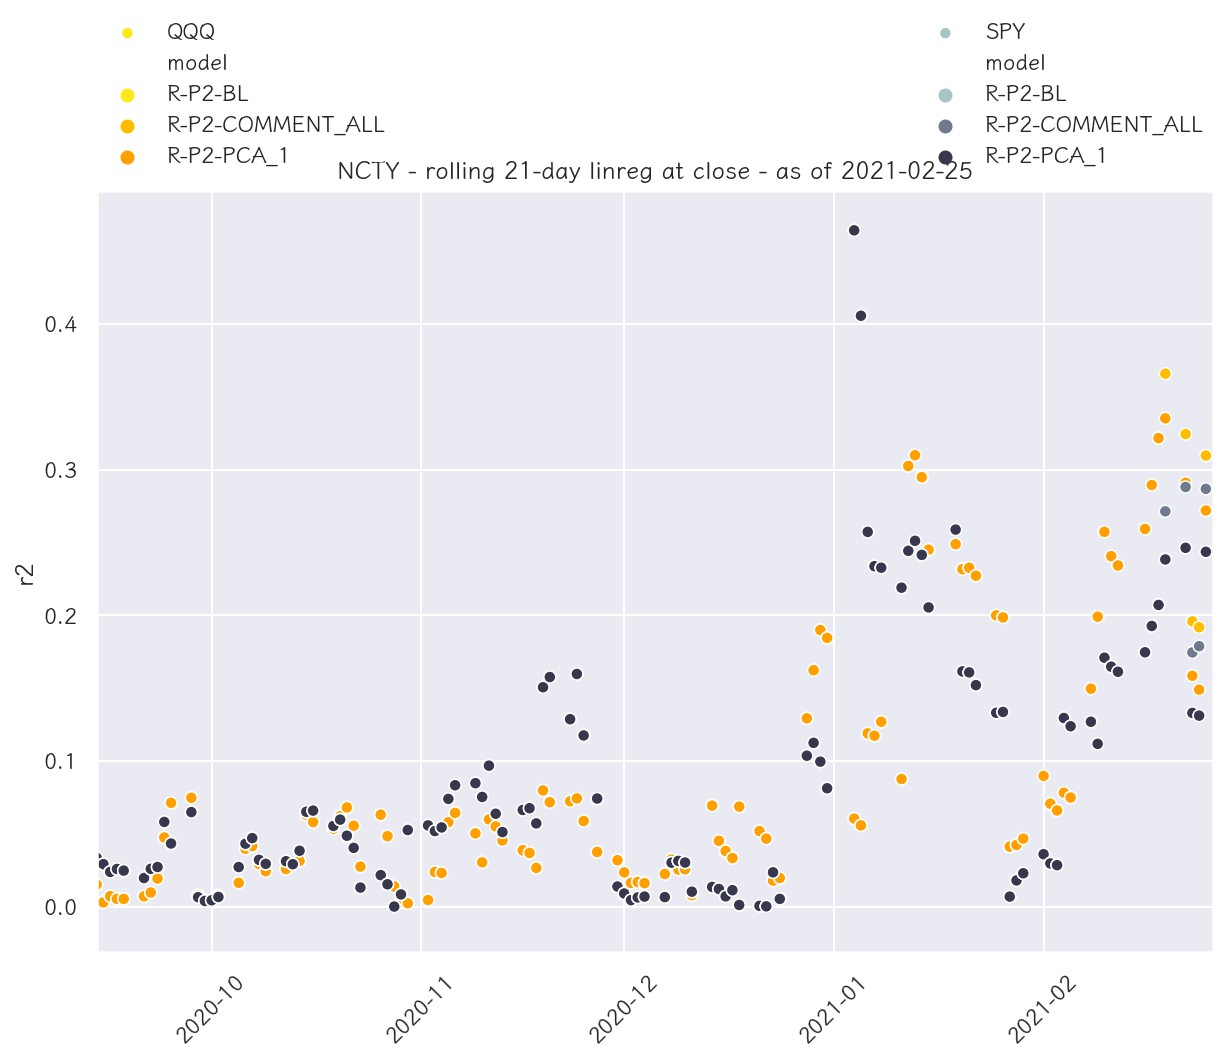 QQQ
model
R-P2-BL
R-P2-COMMENT_ALL
R-P2-PCA_1
SPY
model
R-P2-BL
R-P2-COMMENT_ALL
R-P2-PCA_1
NCTY - rolling 21-day linreg at close - as of 2021-02-25
r2
0.4
0.3
0.2
0.1
0.0
2020-10
2020-11
2020-12
2021-01
2021-02